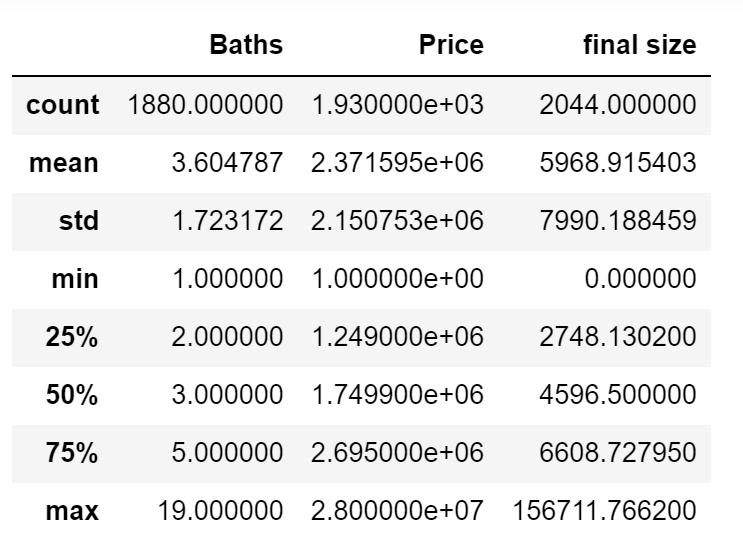 Baths Price final size
count 1880.000000 1.930000e+03 2044.000000
mean 3.604787 2.371595e+06 5968.915403
std 1.723172 2.150753e+06 7990.188459
min 1.000000 1.000000e+00 0.000000
25% 2.000000 1.249000e+06 2748.130200
50% 3.000000 1.749900e+06 4596.500000
75% 5.000000 2.695000e+06 6608.727950
max 19.000000 2.800000e+07 156711.766200